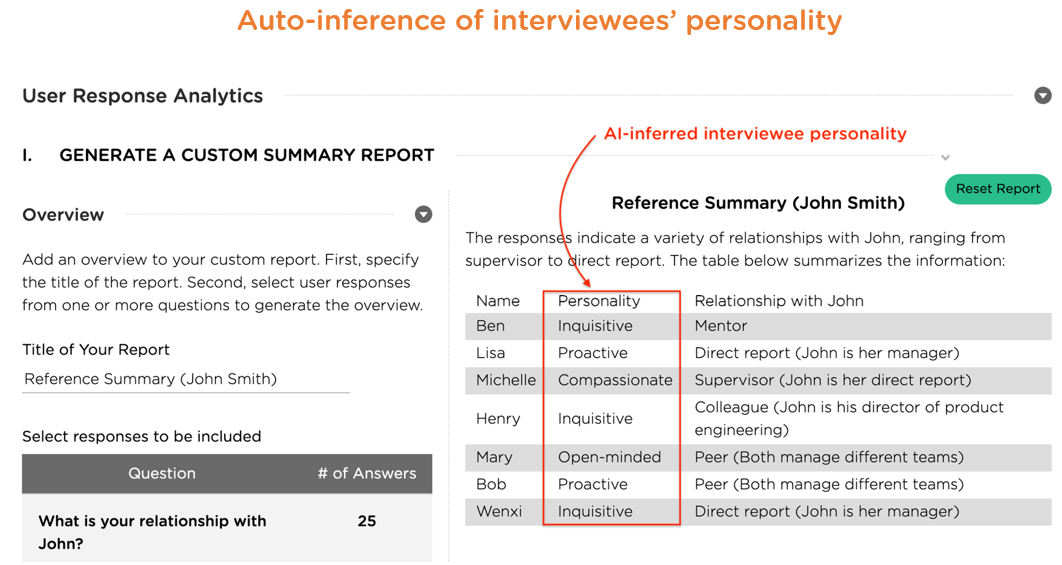 Auto-inference of interviewees’ personality
User Response Analytics
AI-inferred interviewee personality
I. GENERATE A CUSTOM SUMMARY REPORT
Reset Report
Overview
Add an overview to your custom report. First, specify
the title of the report. Second, select user responses
from one or more questions to generate the overview.
Title of Your Report
Reference Summary (John Smith)
Select responses to be included
Question # of Answers
What is your relationship with 25
John?
Reference Summary (John Smith)
The responses indicate a variety of relationships with John, ranging from
supervisor to direct report. The table below summarizes the information:
Name Personality Relationship with John
Ben Inquisitive Mentor
Lisa Proactive Direct report (John is her manager)
Michelle Compassionate Supervisor (John is her direct report)
Henry Inquisitive Colleague (John is his director of product
engineering)
Mary Open-minded Peer (Both manage different teams)
Bob Proactive Peer (Both manage different teams)
Wenxi Inquisitive Direct report (John is her manager)